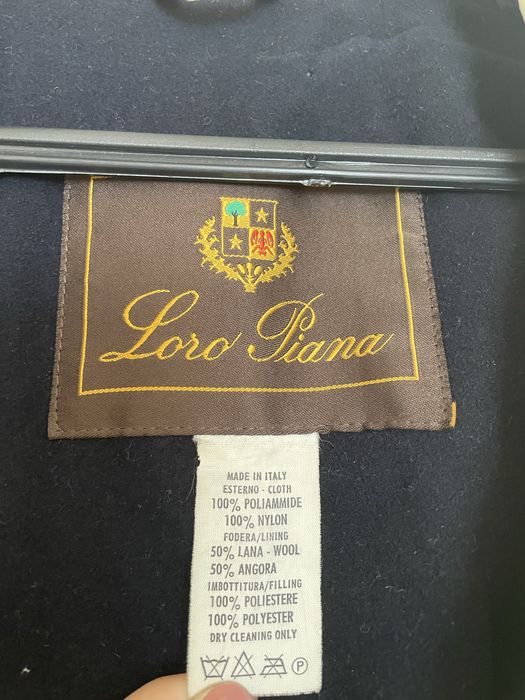 Loro Piana
MADE IN ITALY
ESTERNO - CLOTH
100% POLIAMMIDE
100% NYLON
FODERA/LINING
50% LANA - WOOL
50% ANGORA
IMBOTTITURA/FILLING
100% POLIESTERE
100% POLYESTER
DRY CLEANING ONLY
P